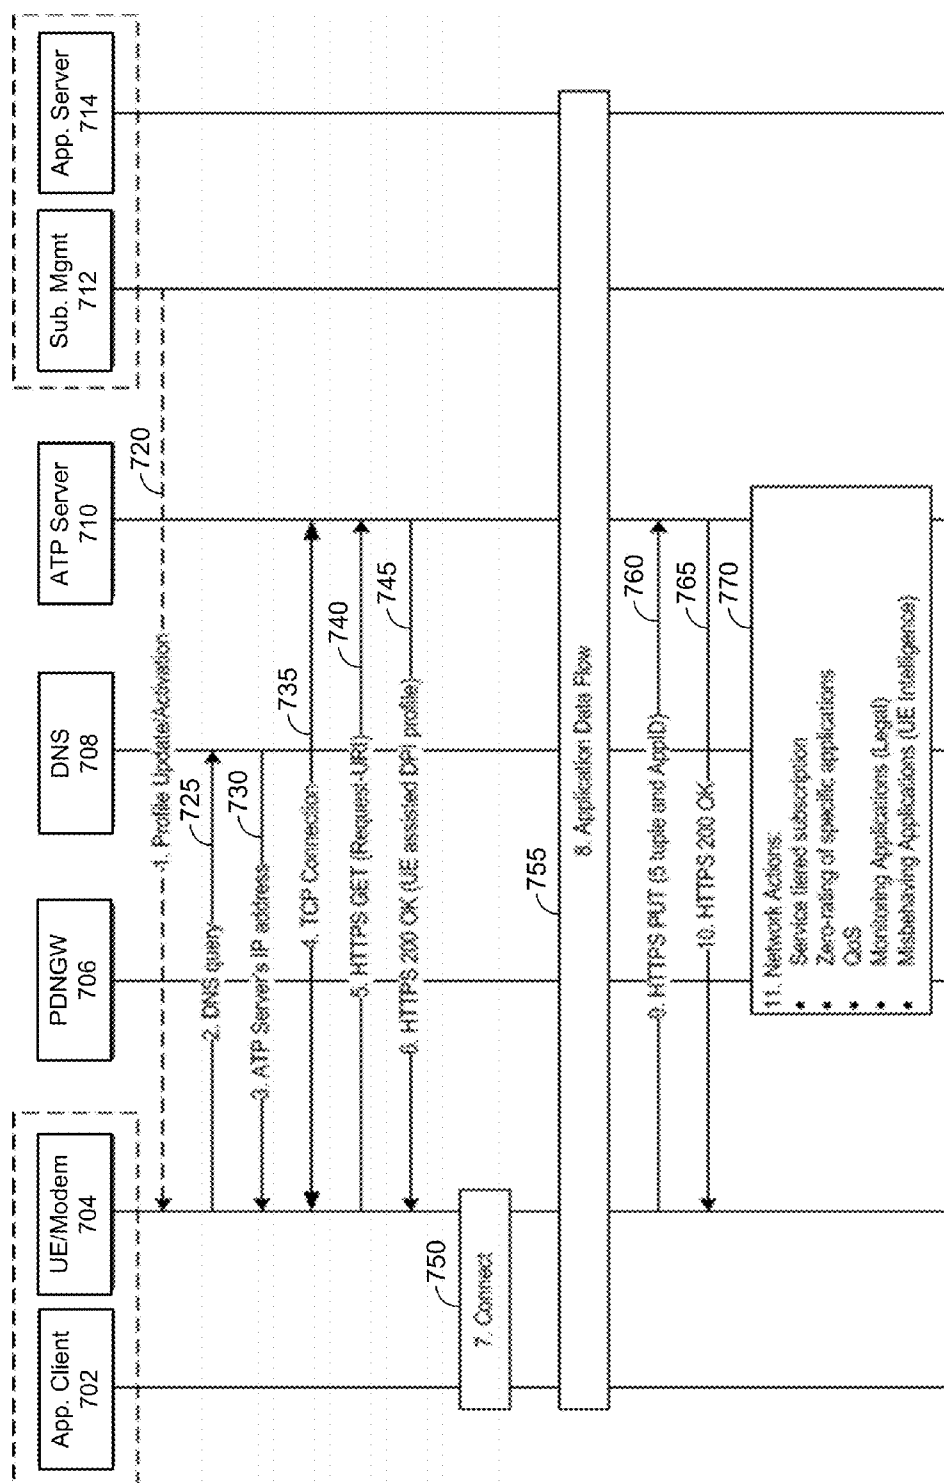 App. Client
702
UE/Modem
704
PDNGW
706
DNS
708
ATP Server
710
Sub. Mgmt
712
App. Server
714
1. Profile Update/Activation
720
2. DNS query
725
3. ATP Server's IP address
730
4. TCP Connection
735
5. HTTPS GET (Request-URI)
740
6. HTTPS 200 OK (UE assisted DPI profile)
745
7. Connect
750
8. Application Data Flow
755
9. HTTPS PUT (5 tuple and AppID)
760
10. HTTPS 200 OK
765
11. Network Actions:
• Service tiered subscription
• Zero-rating of specific applications
• QoS
• Monitoring Applications (Legal)
• Misbehaving Applications (UE Intelligence)
770